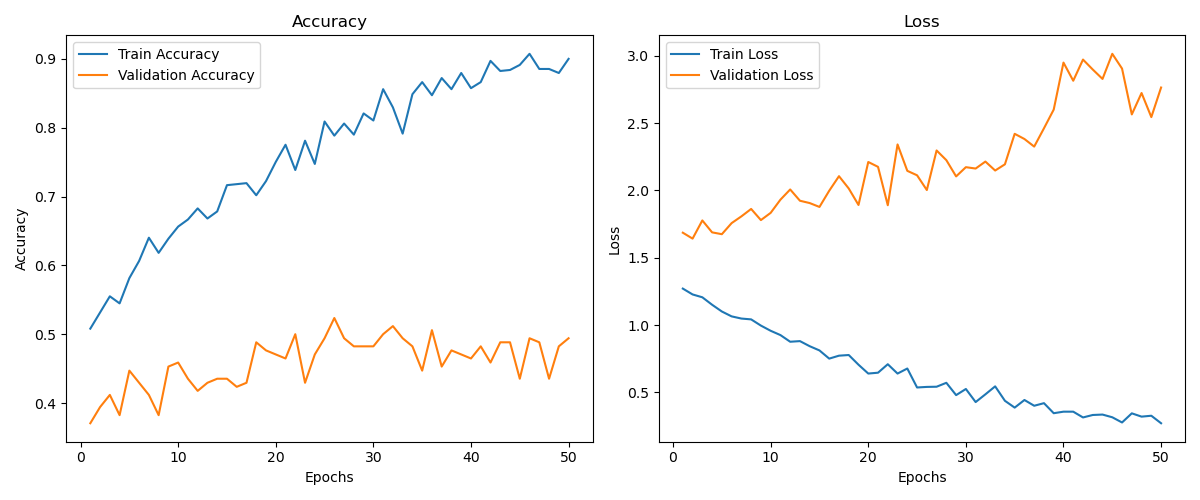 Accuracy
Train Accuracy
Validation Accuracy
0.9
0.8
0.7
0.6
0.5
0.4
Accuracy
0 10 20 30 40 50
Epochs
Loss
Train Loss
Validation Loss
3.0
2.5
2.0
1.5
1.0
0.5
Loss
0 10 20 30 40 50
Epochs